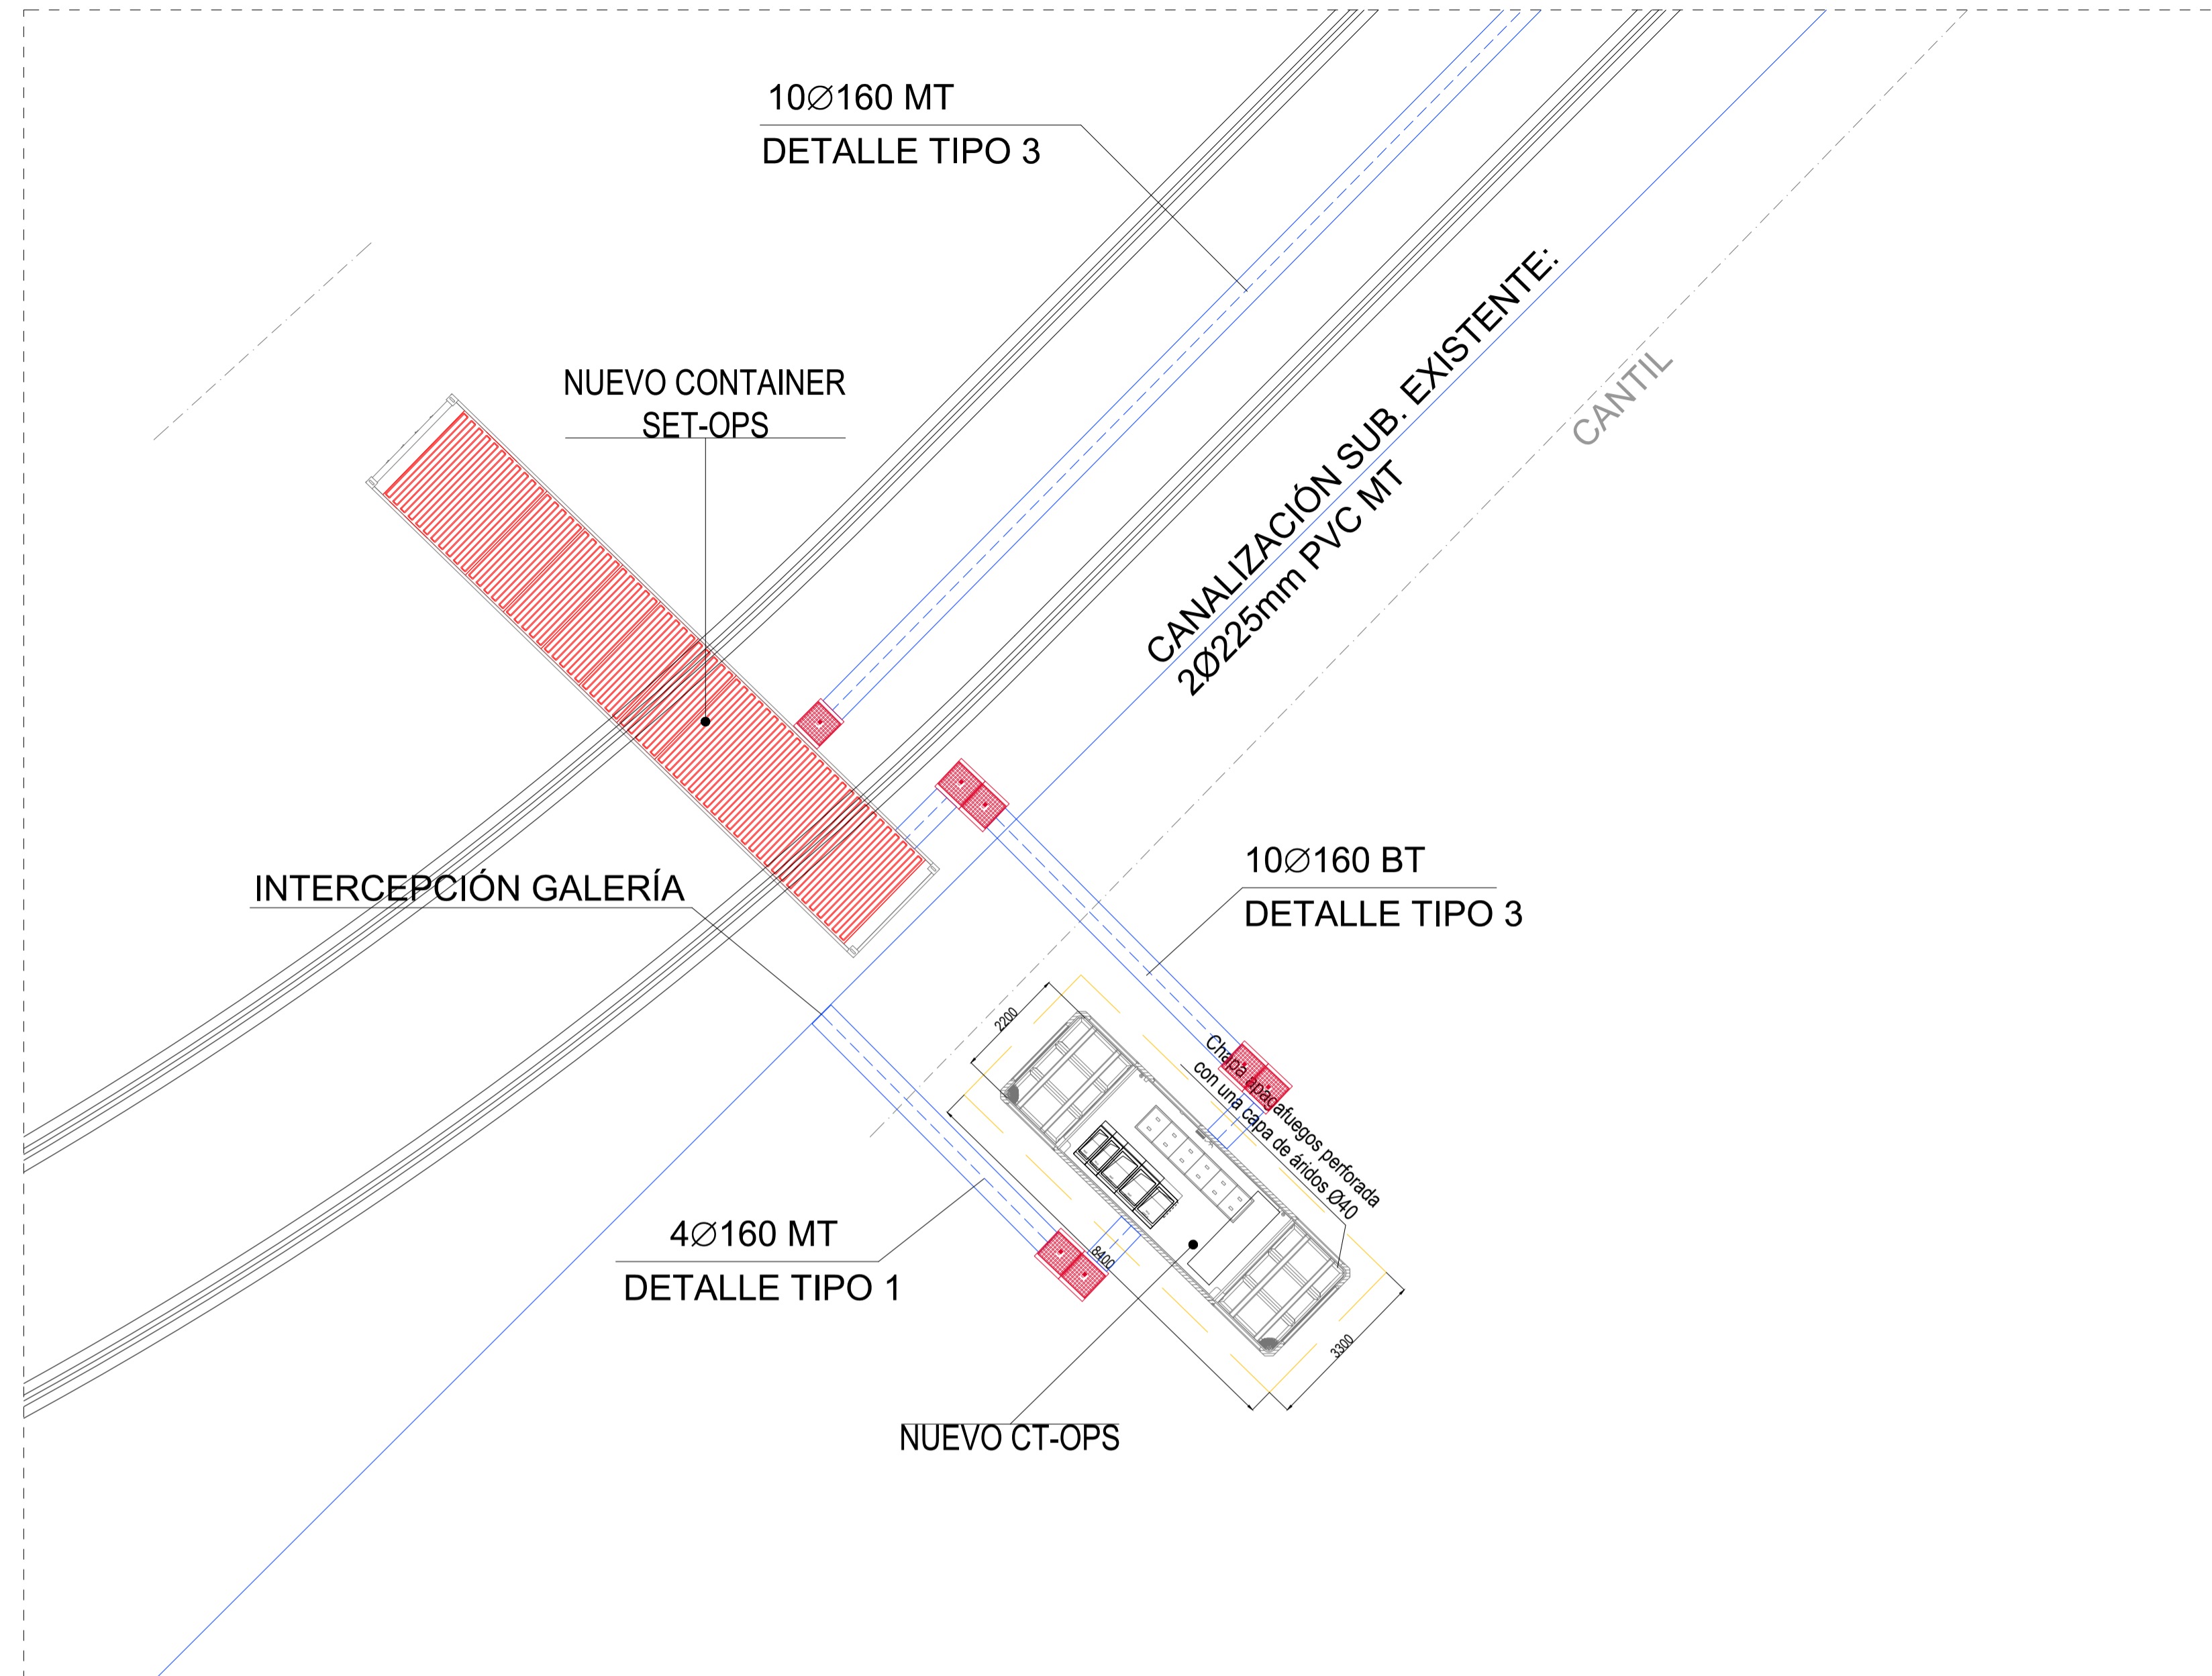 10∅160 MT
DETALLE TIPO 3
CANALIZACIÓN SUB. EXISTENTE:
2Ø225mm PVC MT
CANTIL
NUEVO CONTAINER
SET-OPS
INTERCEPCIÓN GALERÍA
10∅160 BT
DETALLE TIPO 3
2200
Chapa apagafuegos perforada
con una capa de áridos Ø40
4∅160 MT
DETALLE TIPO 1
8400
3300
NUEVO CT-OPS